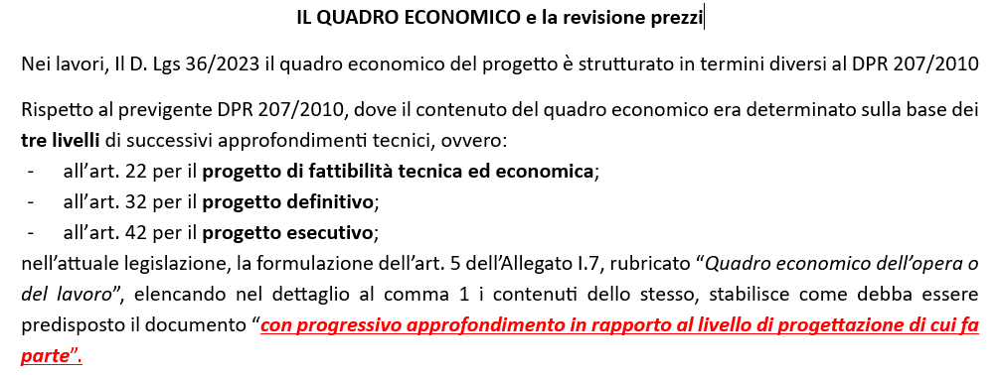 IL QUADRO ECONOMICO e la revisione prezzi
Nei lavori, Il D. Lgs 36/2023 il quadro economico del progetto è strutturato in termini diversi al DPR 207/2010
Rispetto al previgente DPR 207/2010, dove il contenuto del quadro economico era determinato sulla base dei
tre livelli di successivi approfondimenti tecnici, ovvero:
- all’art. 22 per il progetto di fattibilità tecnica ed economica;
- all’art. 32 per il progetto definitivo;
- all’art. 42 per il progetto esecutivo;
nell’attuale legislazione, la formulazione dell’art. 5 dell’Allegato I.7, rubricato “Quadro economico dell’opera o
del lavoro”, elencando nel dettaglio al comma 1 i contenuti dello stesso, stabilisce come debba essere
predisposto il documento “con progressivo approfondimento in rapporto al livello di progettazione di cui fa
parte”.